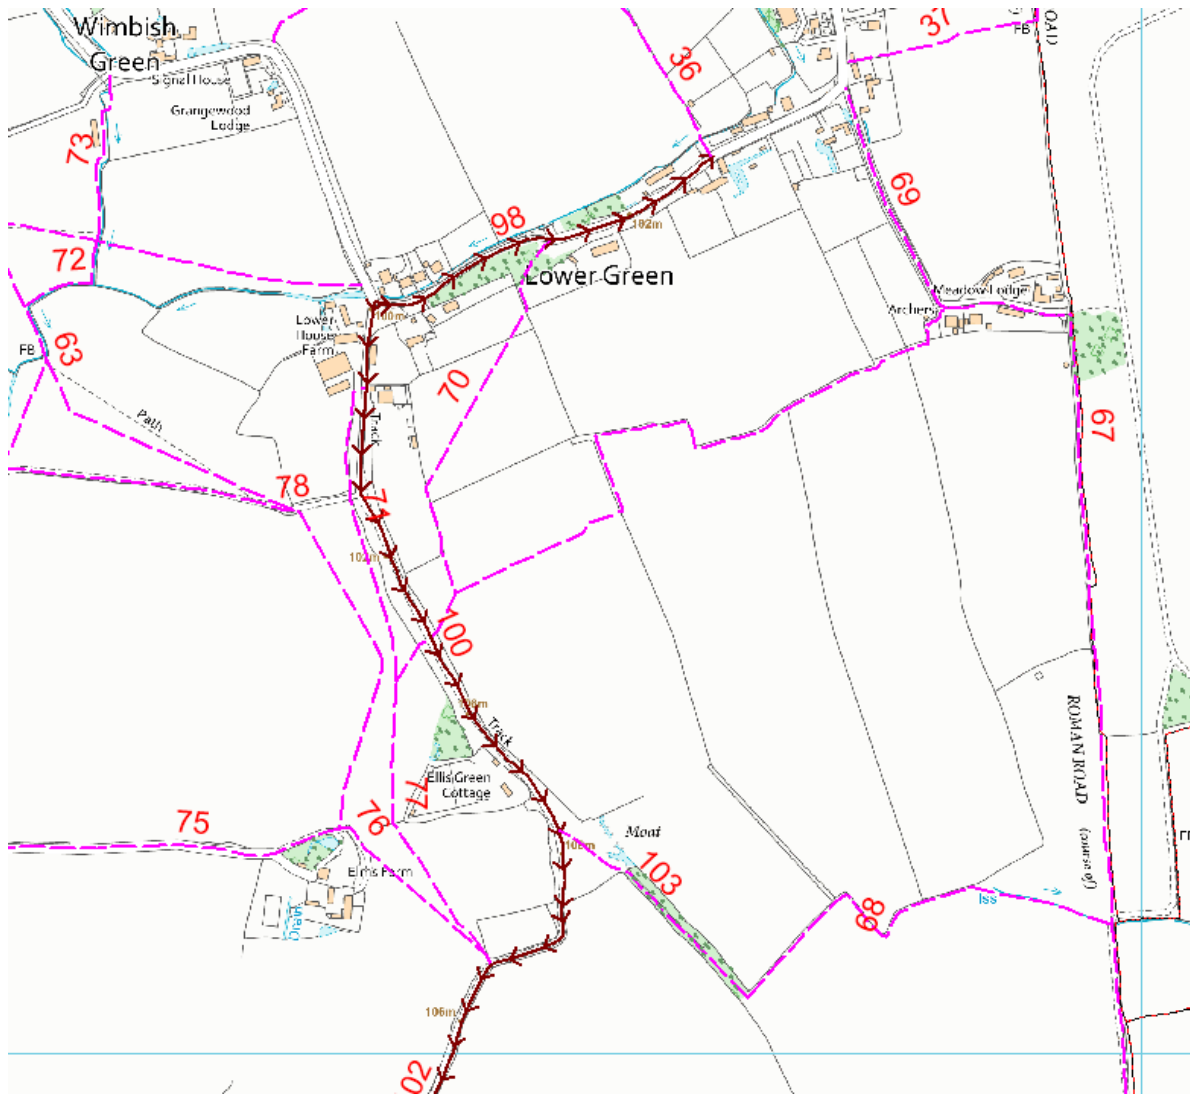 Wimbish
Green
37
FB
OAD
36
Signal House
Grangewood
Lodge
73
69
98
102m
72
Lower Green
Meadow Lodge
Archers
100m
Lower
House
Farm
FB
63
70
67
Path
Track
78
71
102m
100
Track
ROMAN ROAD
(course of)
Ellis Green
Cottage
77
75
76
Moat
103
Elms Farm
Drain
68
Iss
106m
02